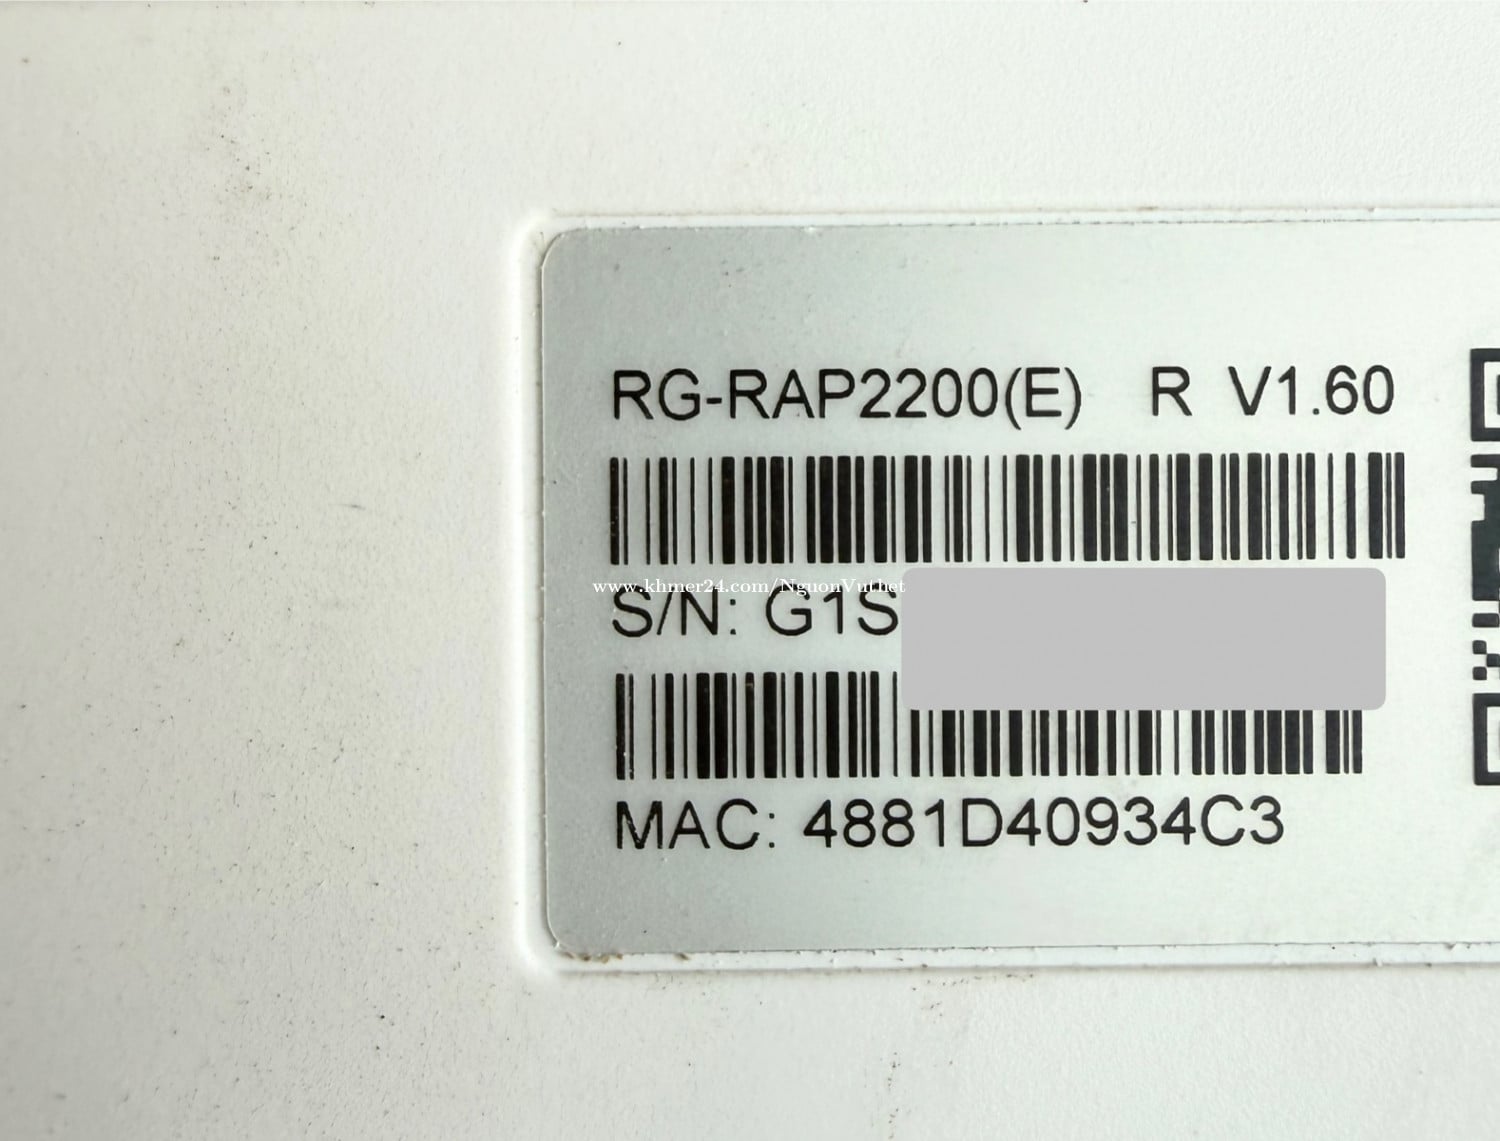 RG-RAP2200(E) R V1.60
www.khmer24.com/NguonVuthet
S/N: G1S
MAC: 4881D40934C3